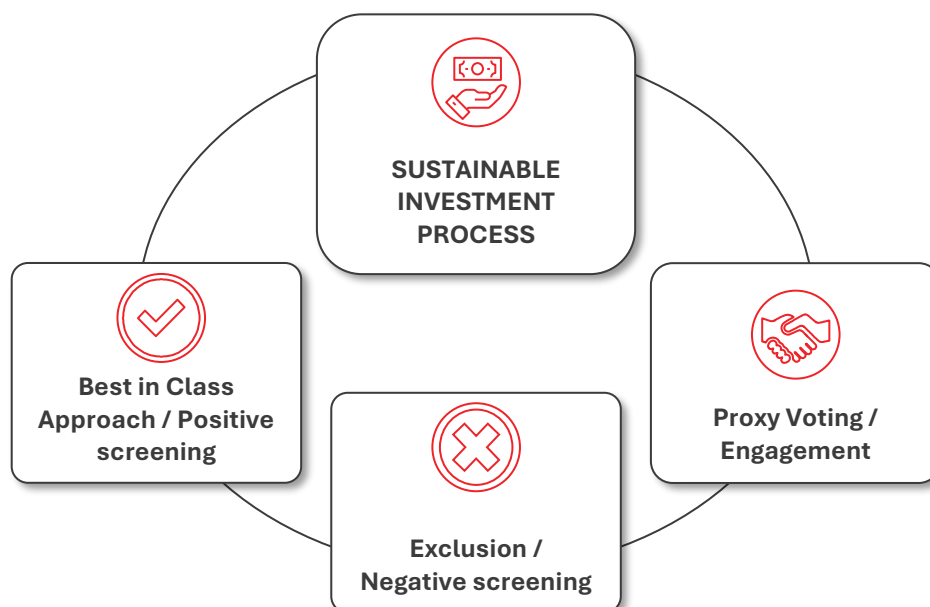 SUSTAINABLE
INVESTMENT
PROCESS
Best in Class
Approach / Positive
screening
Proxy Voting /
Engagement
Exclusion /
Negative screening